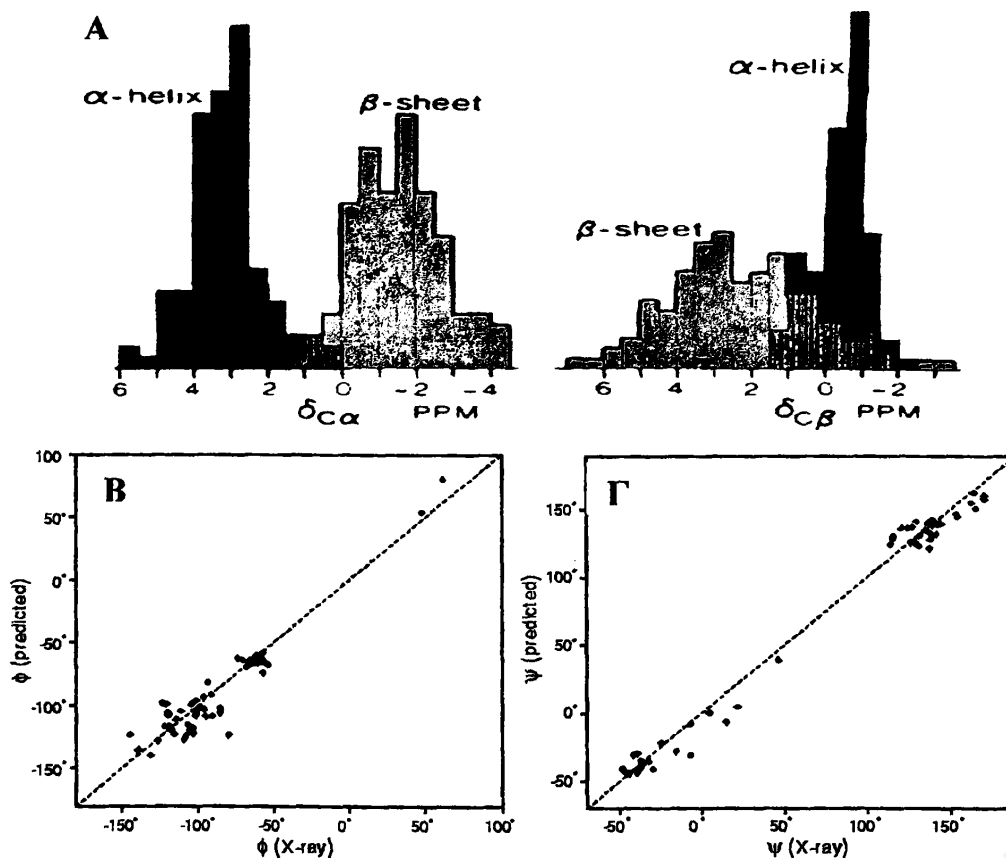 A
α-helix
β-sheet
6 4 2 0 -2 -4
δCα PPM
α-helix
β-sheet
6 4 2 0 -2
δCβ PPM
B
100°
50°
0°
-50°
-100°
-150°
φ (predicted)
-150° -100° -50° 0° 50° 100°
φ (X-ray)
Γ
150°
100°
50°
0°
-50°
ψ (predicted)
-50° 0° 50° 100° 150°
ψ (X-ray)